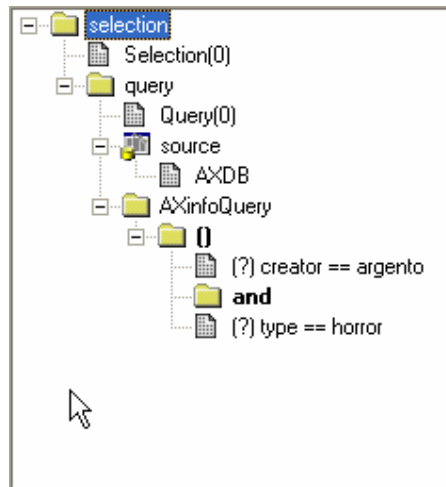 selection
Selection(0)
query
Query(0)
source
AXDB
AXinfoQuery
()
(?) creator == argento
and
(?) type == horror